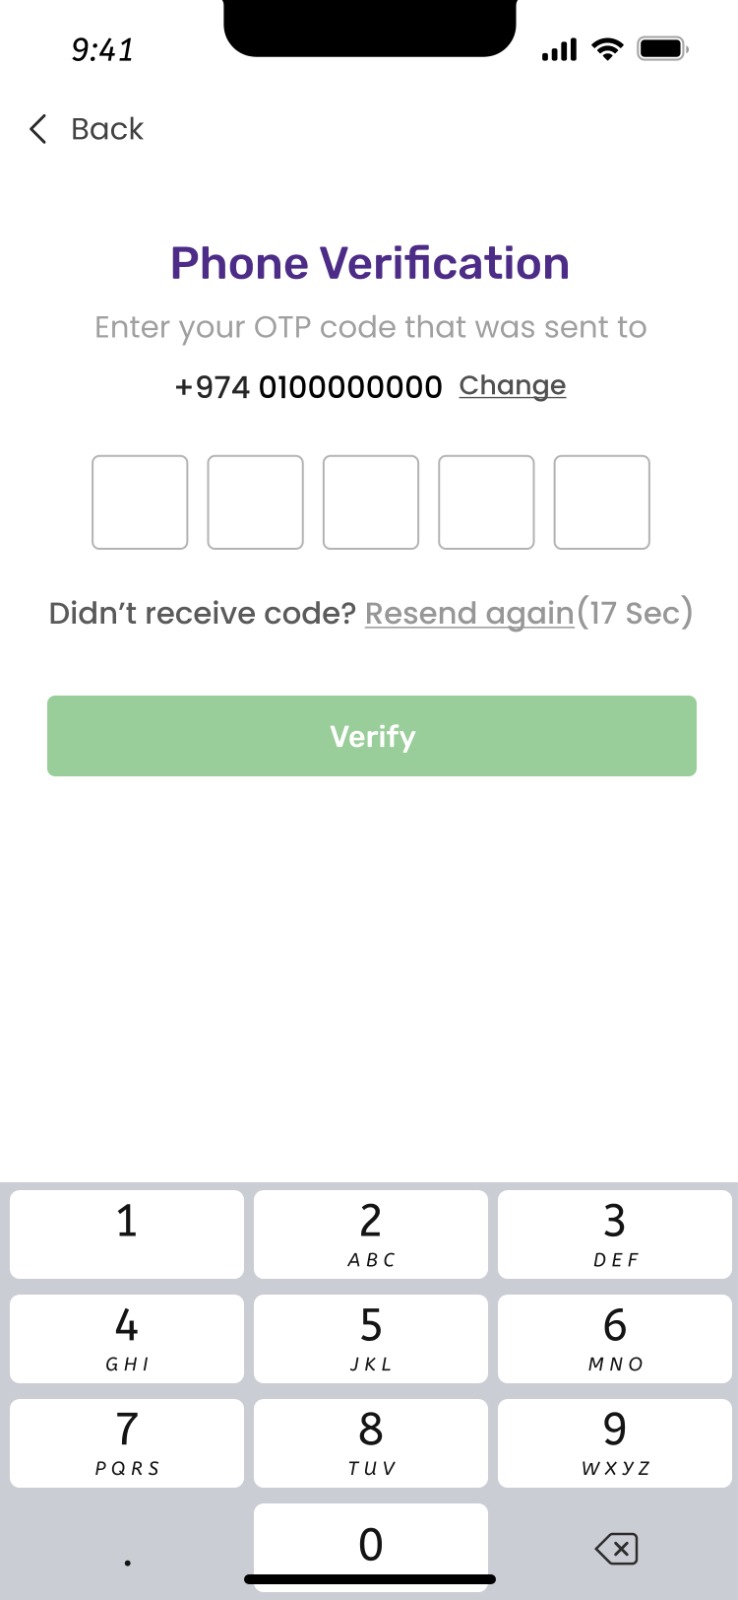 9:41
Back
Phone Verification
Enter your OTP code that was sent to
+974 0100000000 Change
Didn’t receive code? Resend again(17 Sec)
Verify
1
2
3
ABC
DEF
4
5
6
GHI
JKL
MNO
7
8
9
PQRS
TUV
WXYZ
.
0